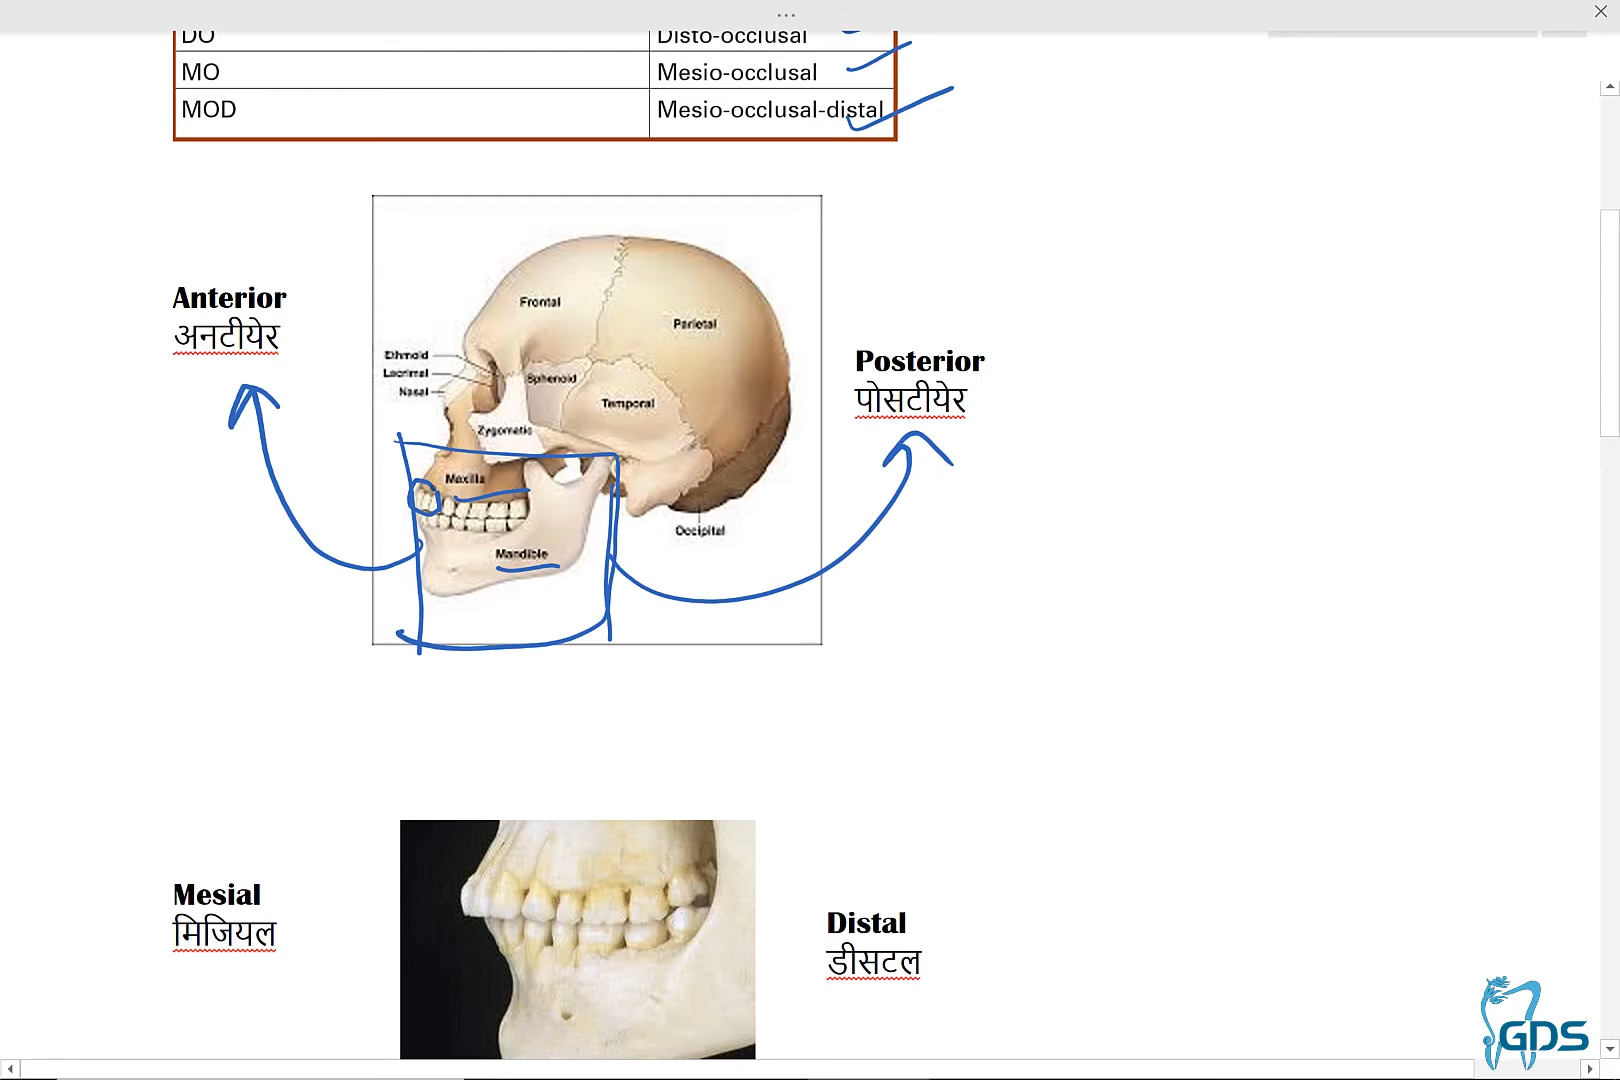 DO Disto-occlusal
MO Mesio-occlusal
MOD Mesio-occlusal-distal
Anterior
अनटीयेर
Frontal
Parietal
Ethmoid
Lacrimal
Nasal
Sphenoid
Temporal
Zygomatic
Maxilla
Mandible
Occipital
Posterior
पोसटीयेर
Mesial
मिजियल
Distal
डीसटल
GDS